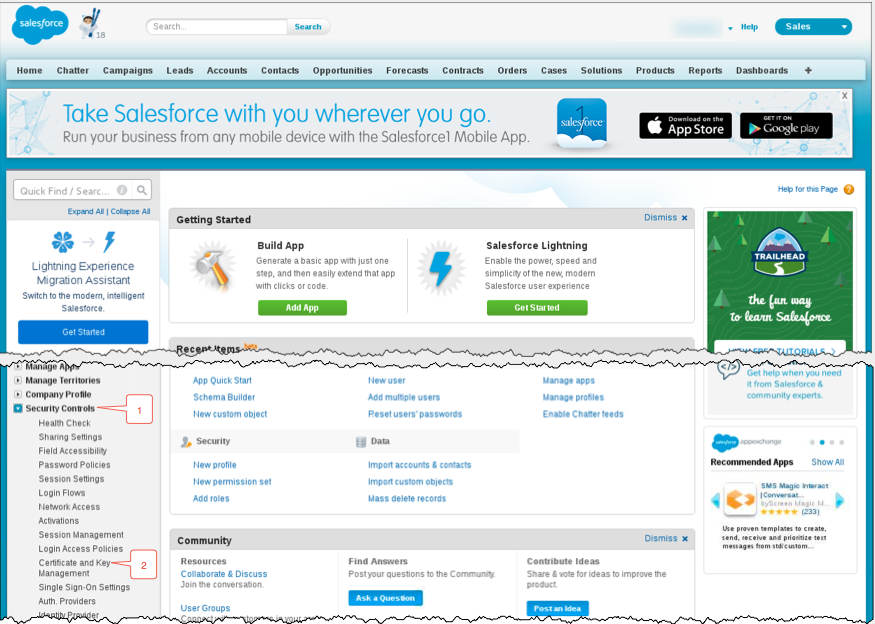 salesforce
18
Search...
Search
Help
Sales
Home Chatter Campaigns Leads Accounts Contacts Opportunities Forecasts Contracts Orders Cases Solutions Products Reports Dashboards +
Take Salesforce with you wherever you go.
Run your business from any mobile device with the Salesforce1 Mobile App.
1
salesforce
Download on the
App Store
GET IT ON
Google play
X
Quick Find / Searc...
Expand All | Collapse All
Lightning Experience
Migration Assistant
Switch to the modern, intelligent
Salesforce.
Get Started
Manage Apps
Manage Territories
Company Profile
Security Controls
1
Health Check
Sharing Settings
Field Accessibility
Password Policies
Session Settings
Login Flows
Network Access
Activations
Session Management
Login Access Policies
Certificate and Key
Management
2
Single Sign-On Settings
Auth. Providers
Identity Provider
Help for this Page ?
Getting Started
Dismiss x
Build App
Generate a basic app with just one
step, and then easily extend that app
with clicks or code.
Add App
Salesforce Lightning
Enable the power, speed and
simplicity of the new, modern
Salesforce user experience
Get Started
Recent Items beta
App Quick Start
Schema Builder
New custom object
New user
Add multiple users
Reset users' passwords
Manage apps
Manage profiles
Enable Chatter feeds
Security
New profile
New permission set
Add roles
Data
Import accounts & contacts
Import custom objects
Mass delete records
Community
Dismiss x
Resources
Collaborate & Discuss
Join the conversation.
User Groups
Connect with customers in your
Find Answers
Post your questions to the Community.
Ask a Question
Contribute Ideas
Share & vote for ideas to improve the
product.
Post an Idea
TRAILHEAD
the fun way
to learn Salesforce
TUTORIALS >
Get help when you need
it from Salesforce &
community experts.
salesforce appexchange
Recommended Apps
Show All
SMS Magic Interact
|Conversat...
by Screen Magic M...
(233)
Use proven templates to create,
send, receive and prioritize test
messages from std/custom...